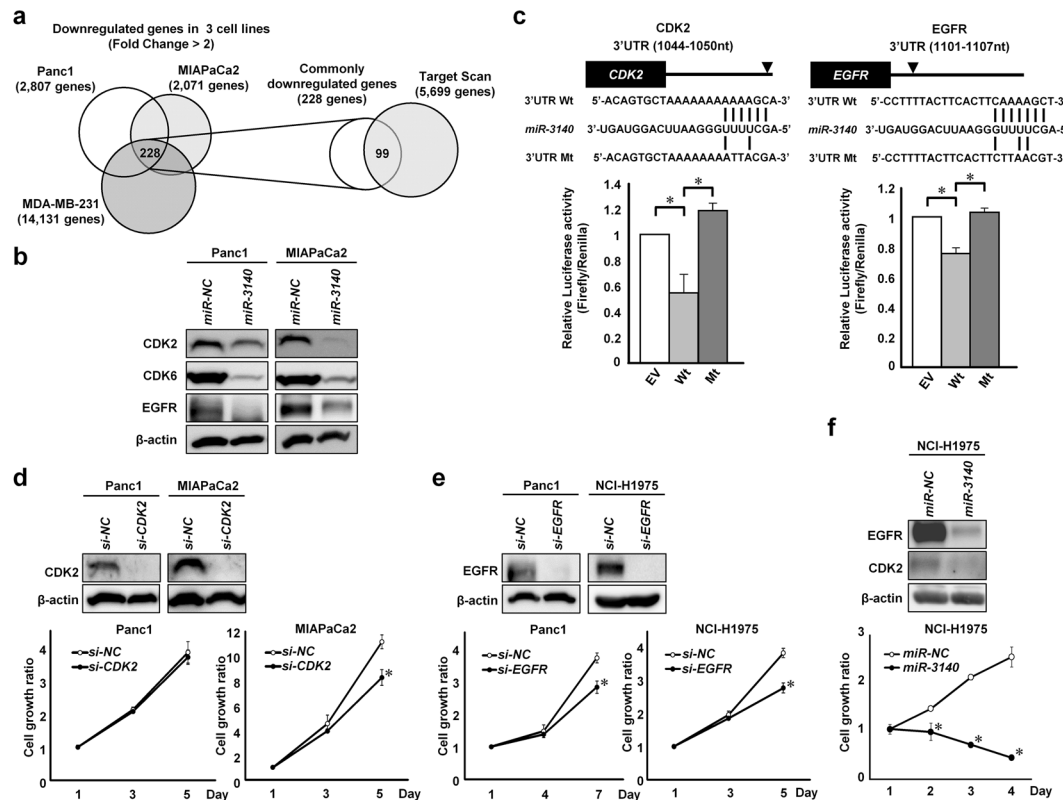 a
Downregulated genes in 3 cell lines
(Fold Change > 2)
Panc1
(2,807 genes)
MIAPaCa2
(2,071 genes)
Commonly
downregulated genes
(228 genes)
Target Scan
(5,699 genes)
228
99
MDA-MB-231
(14,131 genes)
b
Panc1 MIAPaCa2
miR-NC miR-3140 miR-NC miR-3140
CDK2
CDK6
EGFR
β-actin
c
CDK2
3'UTR (1044-1050nt)
CDK2
3'UTR Wt 5'-ACAGTGCTAAAAAAAAAAAGCA-3'
miR-3140 3'-UGAUGGACUUAAGGGUUUUCGA-5'
3'UTR Mt 5'-ACAGTGCTAAAAAAAATTACGA-3'
Relative Luciferase activity
(Firefly/Renilla)
1.4
1.2
1
0.8
0.6
0.4
0.2
0
* *
EV Wt Mt
EGFR
3'UTR (1101-1107nt)
EGFR
3'UTR Wt 5'-CCTTTTACTTCACTTCAAAAGCT-3'
miR-3140 3'-UGAUGGACUUAAGGGUUUUCGA-5'
3'UTR Mt 5'-CCTTTTACTTCACTTCTTAACGT-3'
Relative Luciferase activity
(Firefly/Renilla)
1.2
1
0.8
0.6
0.4
0.2
0
* *
EV Wt Mt
d
Panc1 MIAPaCa2
si-NC si-CDK2 si-NC si-CDK2
CDK2
β-actin
Panc1
si-NC
si-CDK2
Cell growth ratio
4
3
2
1
0
1 3 5 Day
MIAPaCa2
si-NC
si-CDK2
12
10
8
6
4
2
0
*
1 3 5 Day
e
Panc1 NCI-H1975
si-NC si-EGFR si-NC si-EGFR
EGFR
β-actin
Panc1
si-NC
si-EGFR
Cell growth ratio
4
3
2
1
0
*
1 4 7 Day
NCI-H1975
si-NC
si-EGFR
4
3
2
1
0
*
1 3 5 Day
f
NCI-H1975
miR-NC miR-3140
EGFR
CDK2
β-actin
NCI-H1975
miR-NC
miR-3140
Cell growth ratio
3
2
1
0
* * *
1 2 3 4 Day